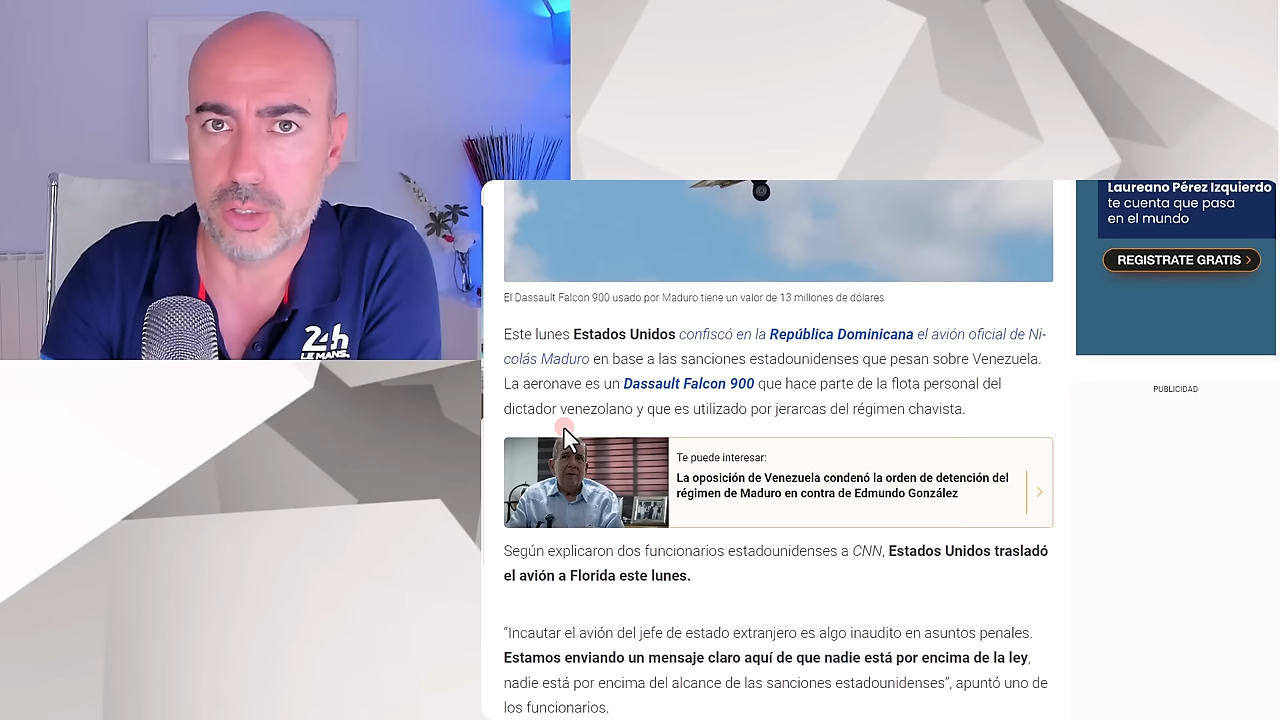 24h
LE MANS.
Laureano Pérez Izquierdo
te cuenta que pasa
en el mundo
REGISTRATE GRATIS
PUBLICIDAD
El Dassault Falcon 900 usado por Maduro tiene un valor de 13 millones de dólares
Este lunes Estados Unidos confiscó en la República Dominicana el avión oficial de Ni-
colás Maduro en base a las sanciones estadounidenses que pesan sobre Venezuela.
La aeronave es un Dassault Falcon 900 que hace parte de la flota personal del
dictador venezolano y que es utilizado por jerarcas del régimen chavista.
Te puede interesar:
La oposición de Venezuela condenó la orden de detención del
régimen de Maduro en contra de Edmundo González
Según explicaron dos funcionarios estadounidenses a CNN, Estados Unidos trasladó
el avión a Florida este lunes.
“Incautar el avión del jefe de estado extranjero es algo inaudito en asuntos penales.
Estamos enviando un mensaje claro aquí de que nadie está por encima de la ley,
nadie está por encima del alcance de las sanciones estadounidenses”, apuntó uno de
los funcionarios.